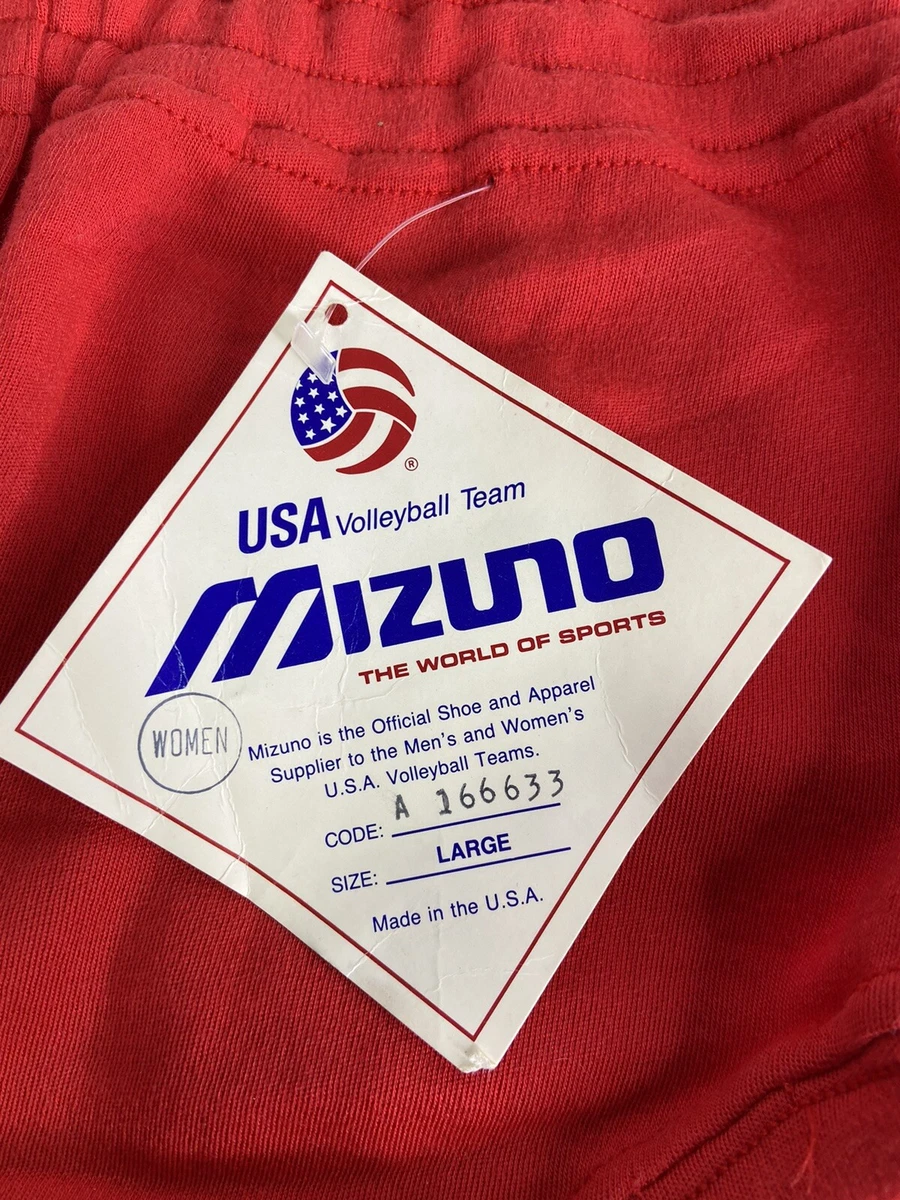 ®
USA Volleyball Team
MIZUNO
THE WORLD OF SPORTS
WOMEN
Mizuno is the Official Shoe and Apparel
Supplier to the Men's and Women's
U.S.A. Volleyball Teams.
CODE: A 166633
SIZE: LARGE
Made in the U.S.A.